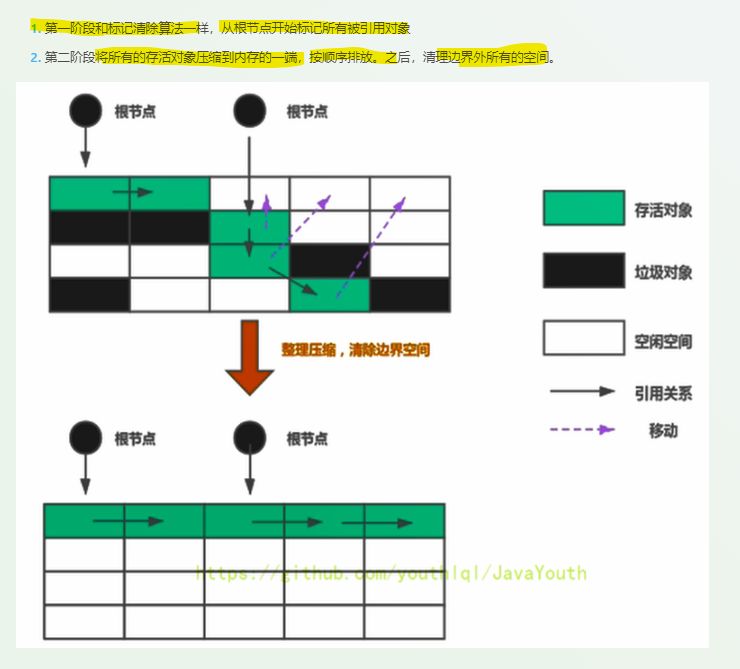 1. 第一阶段和标记清除算法一样，从根节点开始标记所有被引用对象
2. 第二阶段将所有的存活对象压缩到内存的一端，按顺序排放。之后，清理边界外所有的空间。
根节点 根节点
存活对象
垃圾对象
空闲空间
整理压缩，清除边界空间
引用关系
移动
根节点 根节点
https://github.com/youthlql/JavaYouth